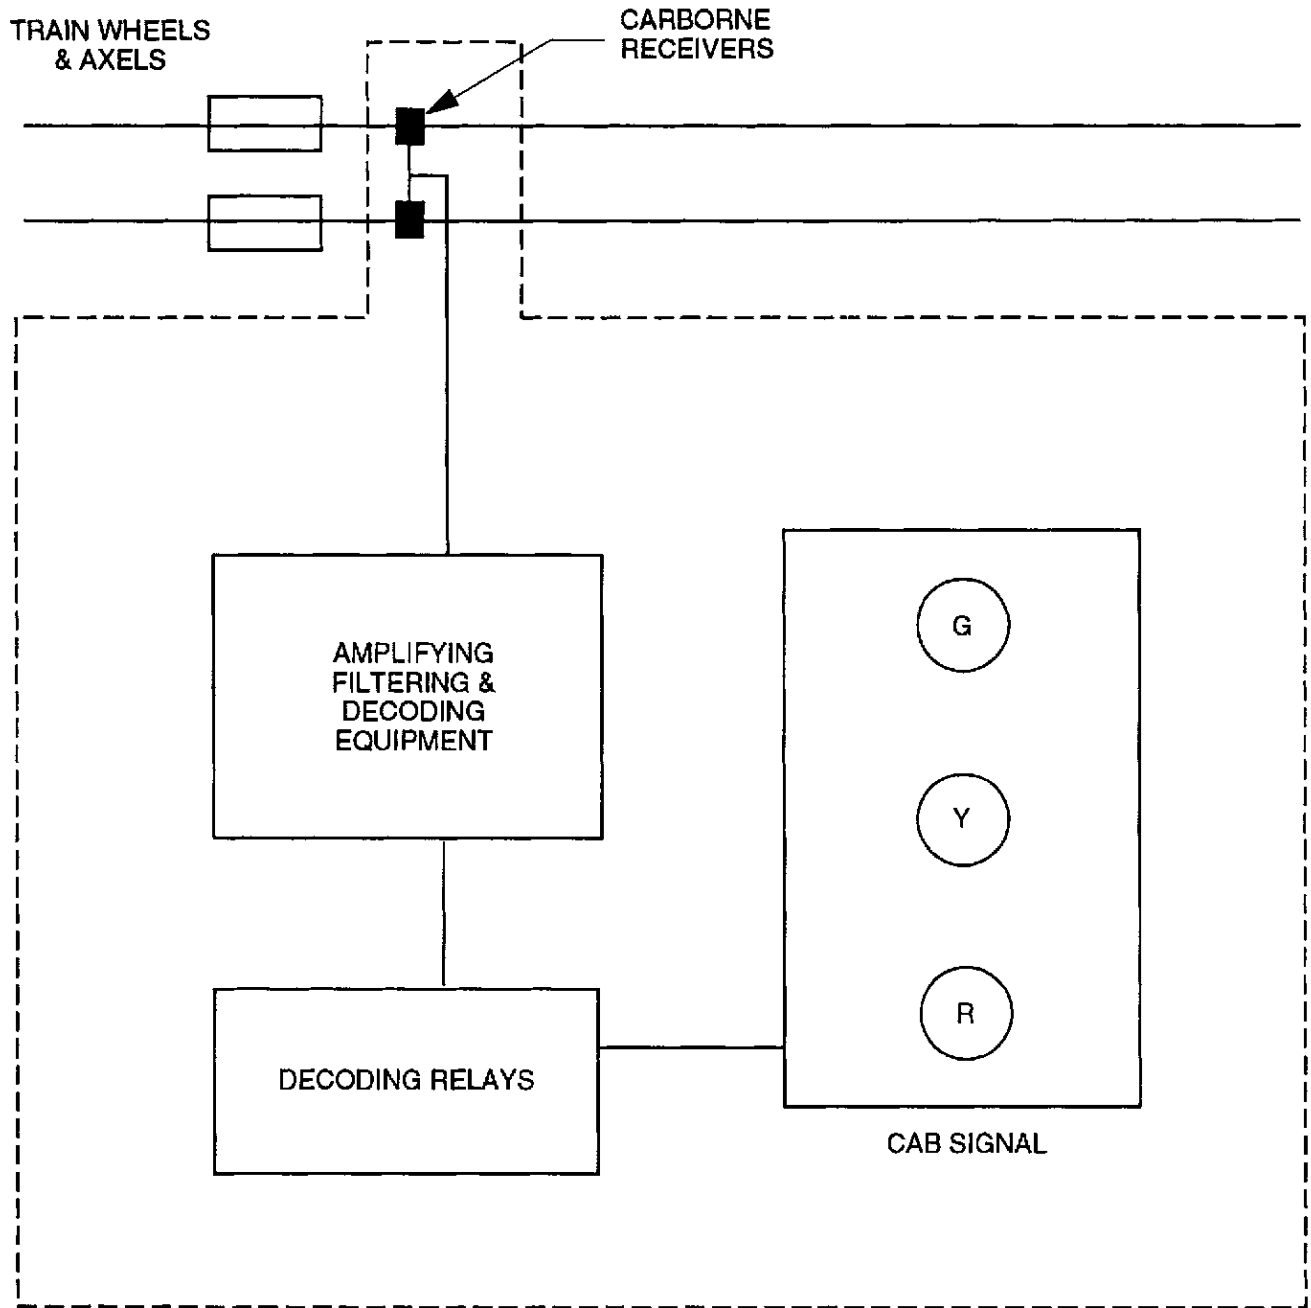 TRAIN WHEELS
& AXELS
CARBORNE
RECEIVERS
AMPLIFYING
FILTERING &
DECODING
EQUIPMENT
G
Y
R
DECODING RELAYS
CAB SIGNAL